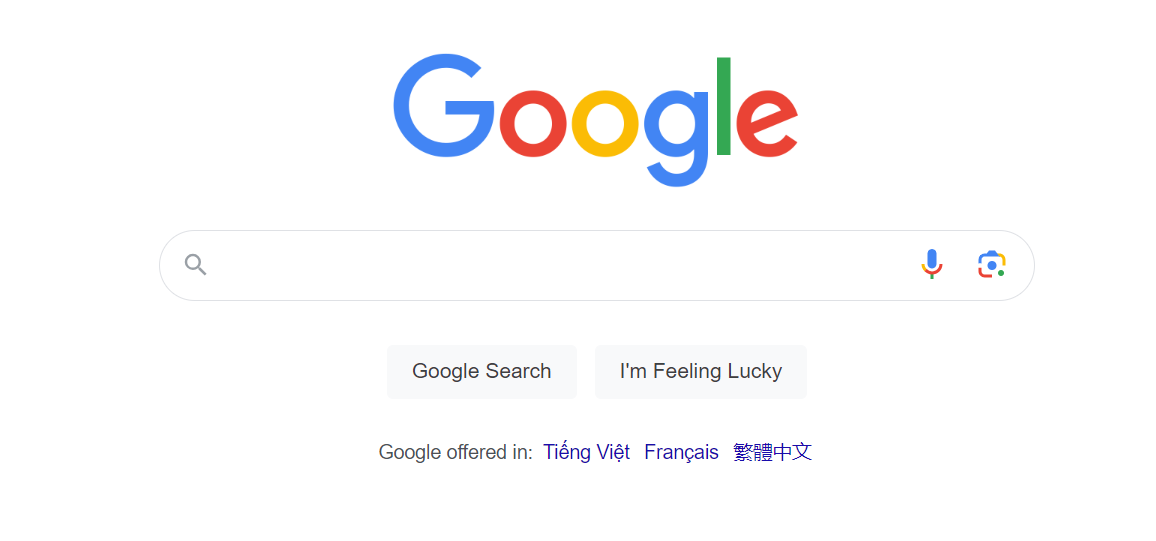 Google
Google Search I'm Feeling Lucky
Google offered in: Tiếng Việt Français 繁體中文